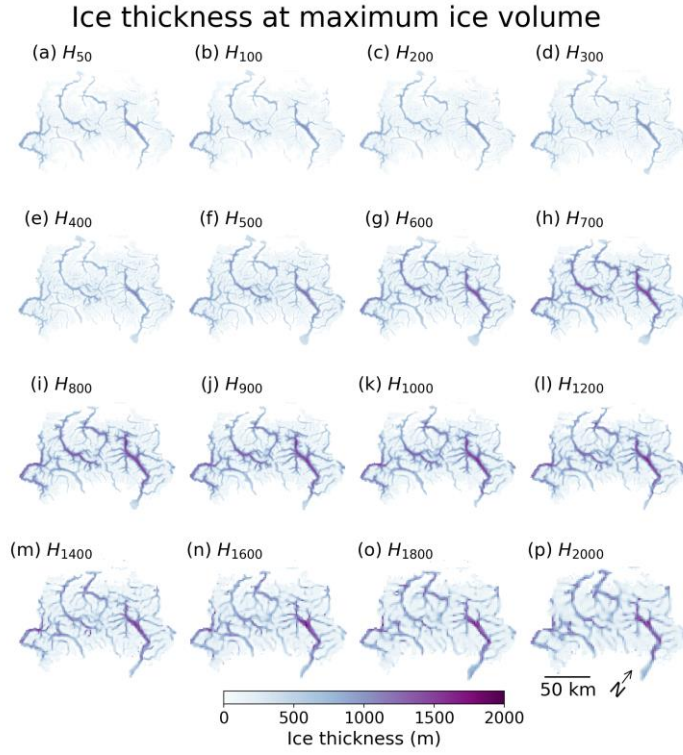 Ice thickness at maximum ice volume
(a) H50 (b) H100 (c) H200 (d) H300
(e) H400 (f) H500 (g) H600 (h) H700
(i) H800 (j) H900 (k) H1000 (l) H1200
(m) H1400 (n) H1600 (o) H1800 (p) H2000
50 km N
0 500 1000 1500 2000
Ice thickness (m)